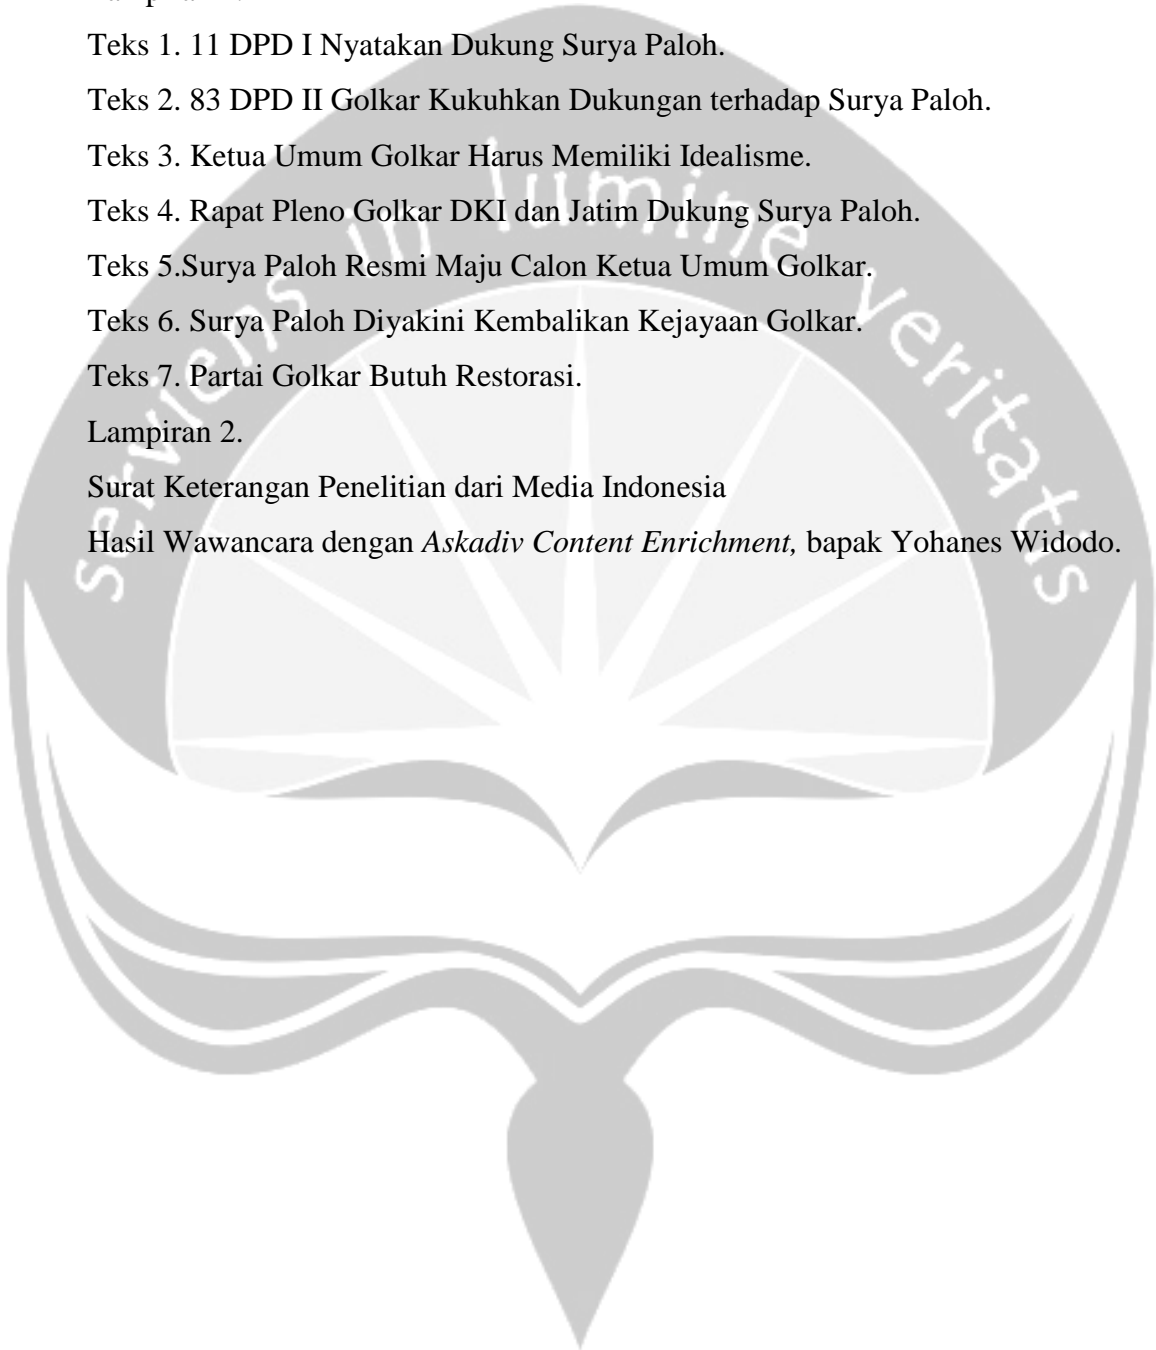 Teks 1. 11 DPD I Nyatakan Dukung Surya Paloh.
Teks 2. 83 DPD II Golkar Kukuhkan Dukungan terhadap Surya Paloh.
Teks 3. Ketua Umum Golkar Harus Memiliki Idealisme.
Teks 4. Rapat Pleno Golkar DKI dan Jatim Dukung Surya Paloh.
Teks 5.Surya Paloh Resmi Maju Calon Ketua Umum Golkar.
Teks 6. Surya Paloh Diyakini Kembalikan Kejayaan Golkar.
Teks 7. Partai Golkar Butuh Restorasi.
Lampiran 2.
Surat Keterangan Penelitian dari Media Indonesia
Hasil Wawancara dengan Askadiv Content Enrichment, bapak Yohanes Widodo.
serviens in lumine veritatis